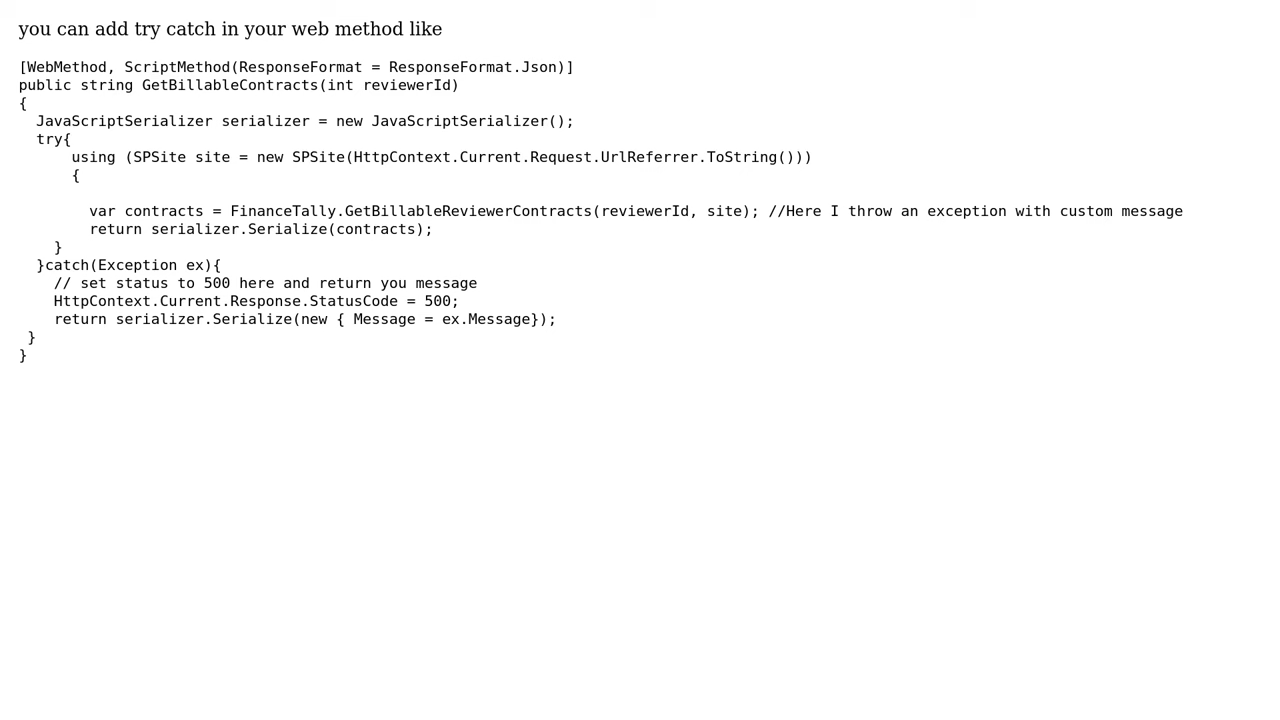 you can add try catch in your web method like
[WebMethod, ScriptMethod(ResponseFormat = ResponseFormat.Json)]
public string GetBillableContracts(int reviewerId)
{
  JavaScriptSerializer serializer = new JavaScriptSerializer();
  try{
      using (SPSite site = new SPSite(HttpContext.Current.Request.UrlReferrer.ToString()))
      {
        var contracts = FinanceTally.GetBillableReviewerContracts(reviewerId, site); //Here I throw an exception with custom message
        return serializer.Serialize(contracts);
    }
  }catch(Exception ex){
    // set status to 500 here and return you message
    HttpContext.Current.Response.StatusCode = 500;
    return serializer.Serialize(new { Message = ex.Message});
 }
}